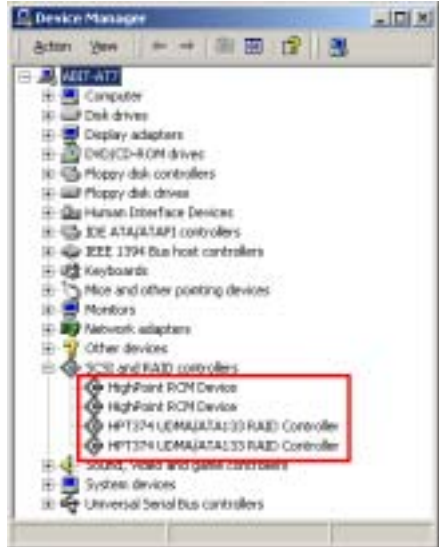 Device Manager
Action View
ABIT-AT7
Computer
Disk drives
Display adapters
DVD/CD-ROM drives
Floppy disk controllers
Floppy disk drives
Human Interface Devices
IDE ATA/ATAPI controllers
IEEE 1394 Bus host controllers
Keyboards
Mice and other pointing devices
Monitors
Network adapters
Other devices
SCSI and RAID controllers
HighPoint RCM Device
HighPoint RCM Device
HPT374 UDMA/ATA133 RAID Controller
HPT374 UDMA/ATA133 RAID Controller
Sound, video and game controllers
System devices
Universal Serial Bus controllers